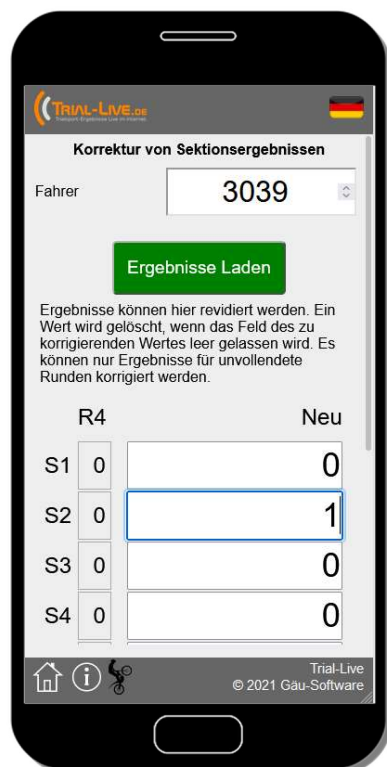 TRIAL-LIVE.DE
Korrektur von Sektionsergebnissen
Fahrer 3039
Ergebnisse Laden
Ergebnisse können hier revidiert werden. Ein
Wert wird gelöscht, wenn das Feld des zu
korrigierenden Wertes leer gelassen wird. Es
können nur Ergebnisse für unvollendete
Runden korrigiert werden.
R4 Neu
S1 0 0
S2 0 1
S3 0 0
S4 0 0
Trial-Live
© 2021 Gäu-Software